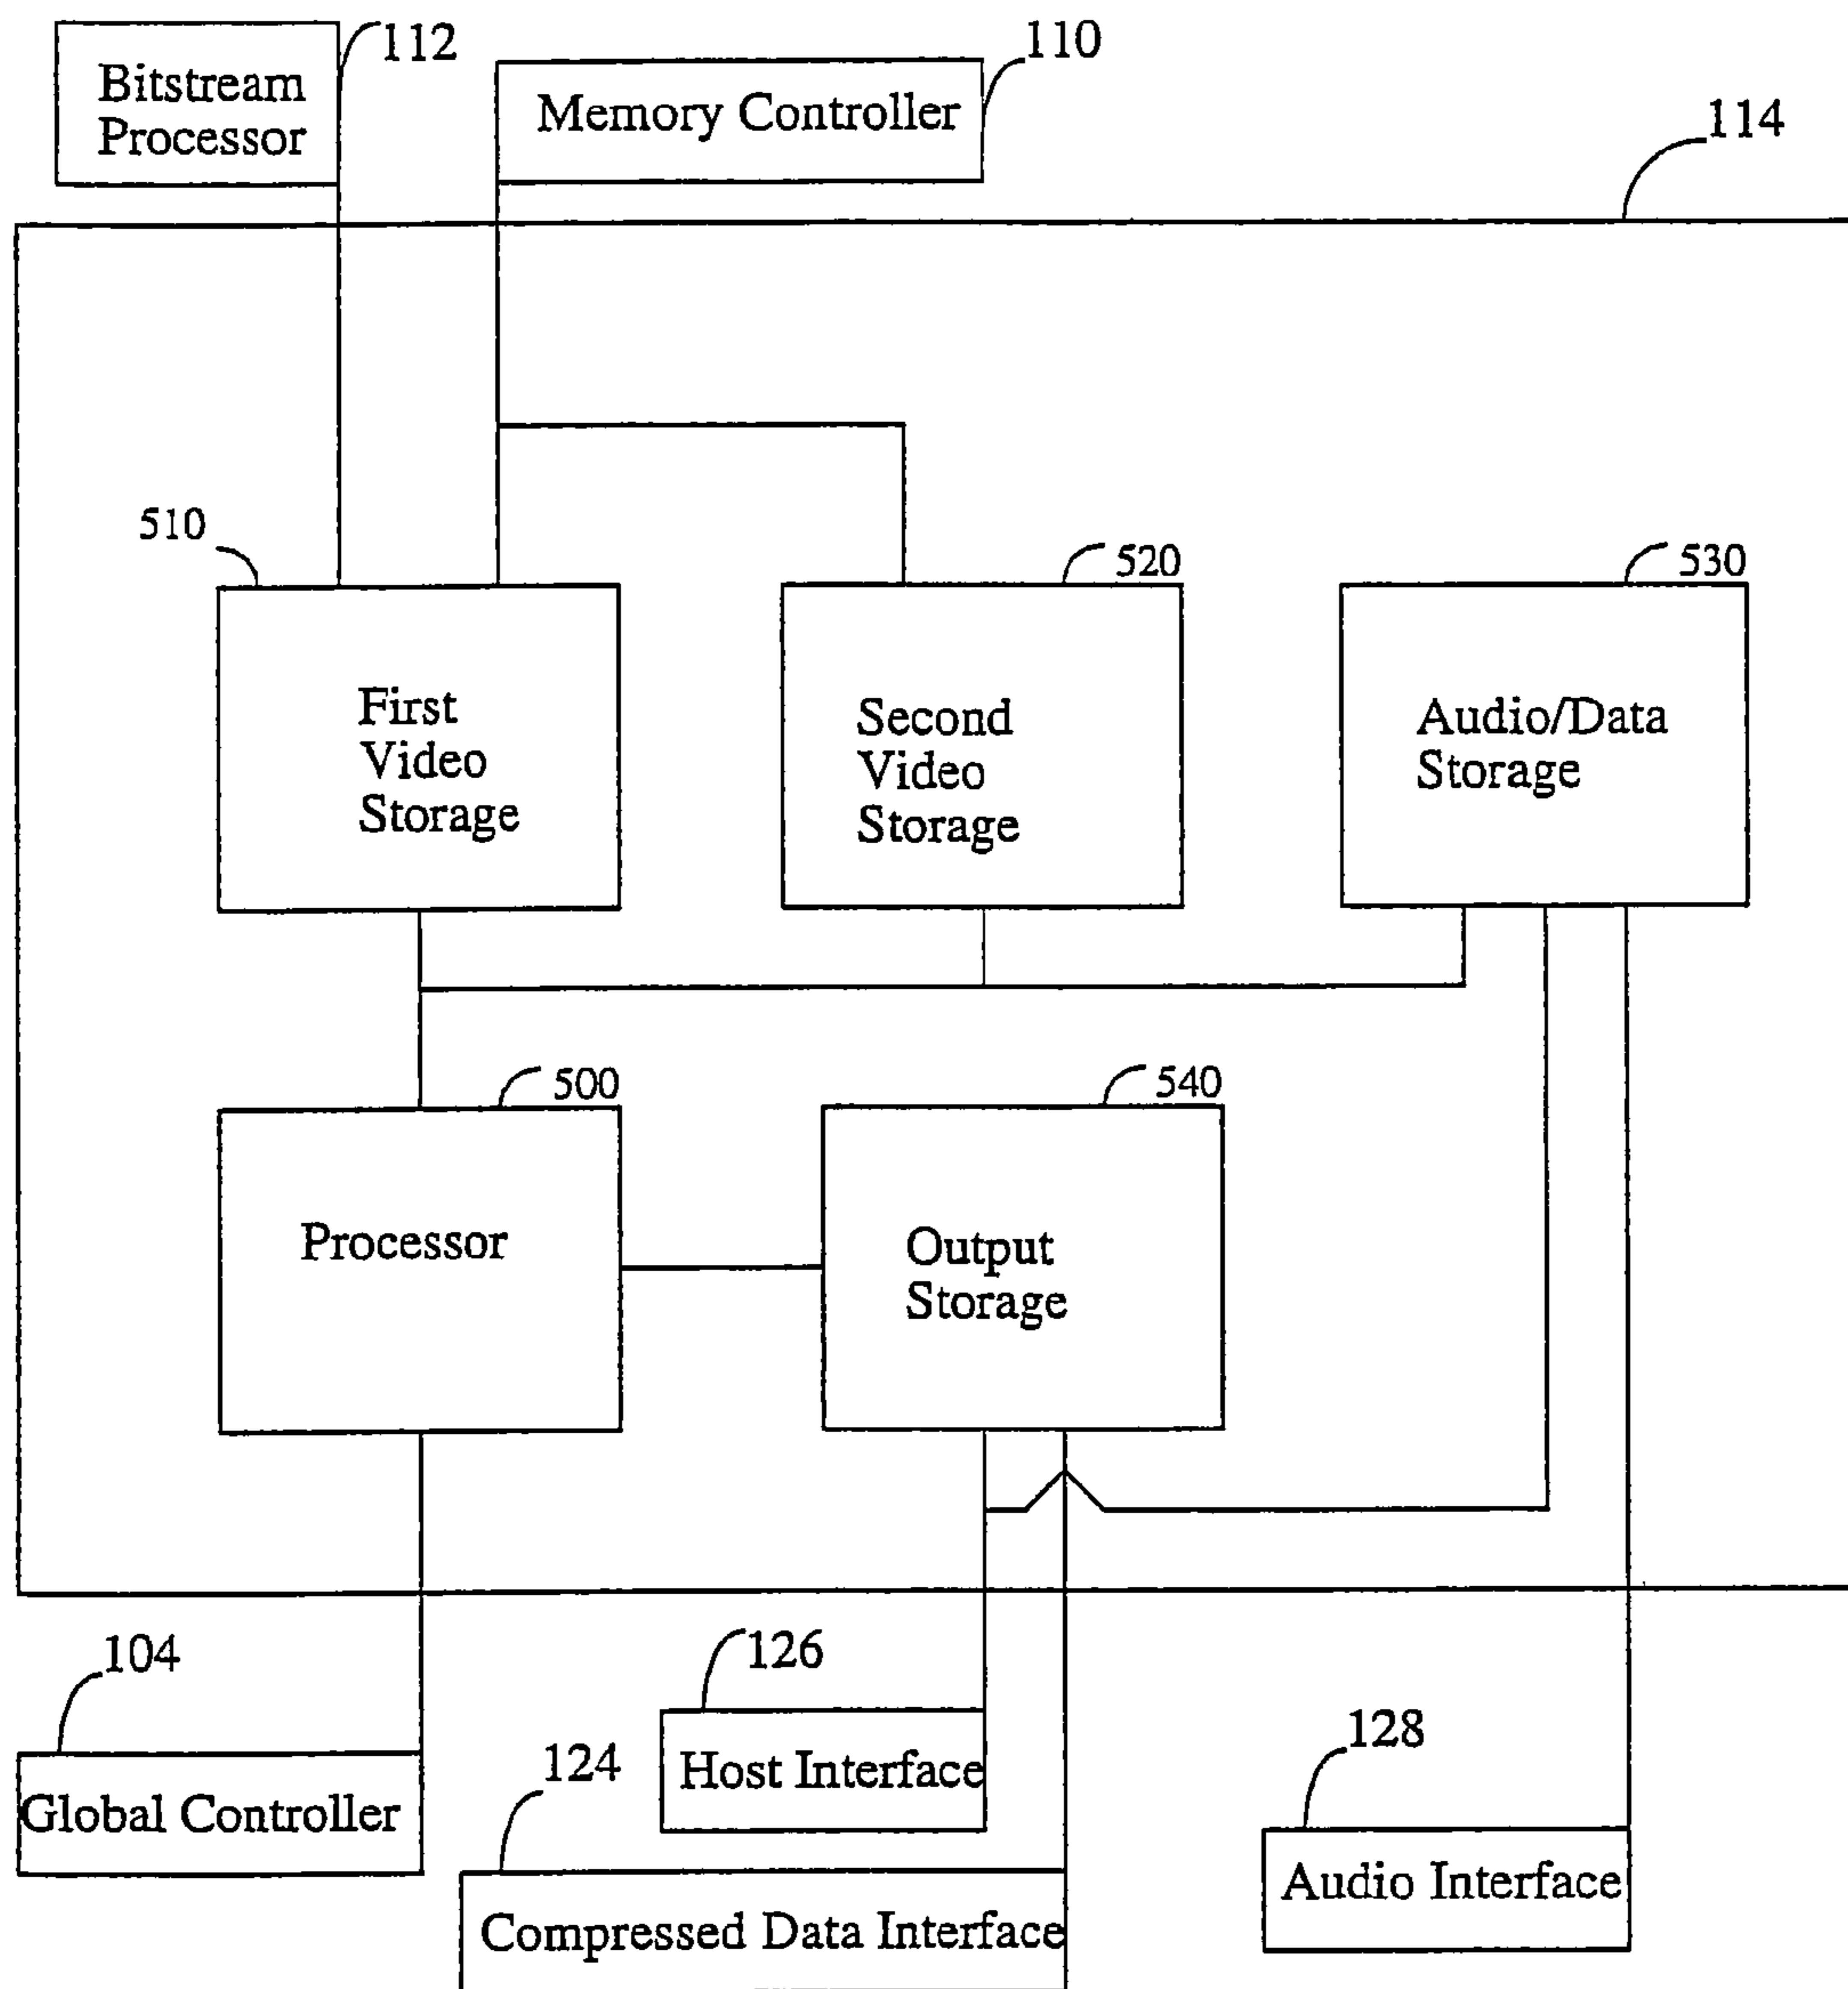 Bitstream
Processor
112
Memory Controller
110
114
510
520
530
First
Video
Storage
Second
Video
Storage
Audio/Data
Storage
500
540
Processor
Output
Storage
104
126
124
128
Global Controller
Host Interface
Compressed Data Interface
Audio Interface